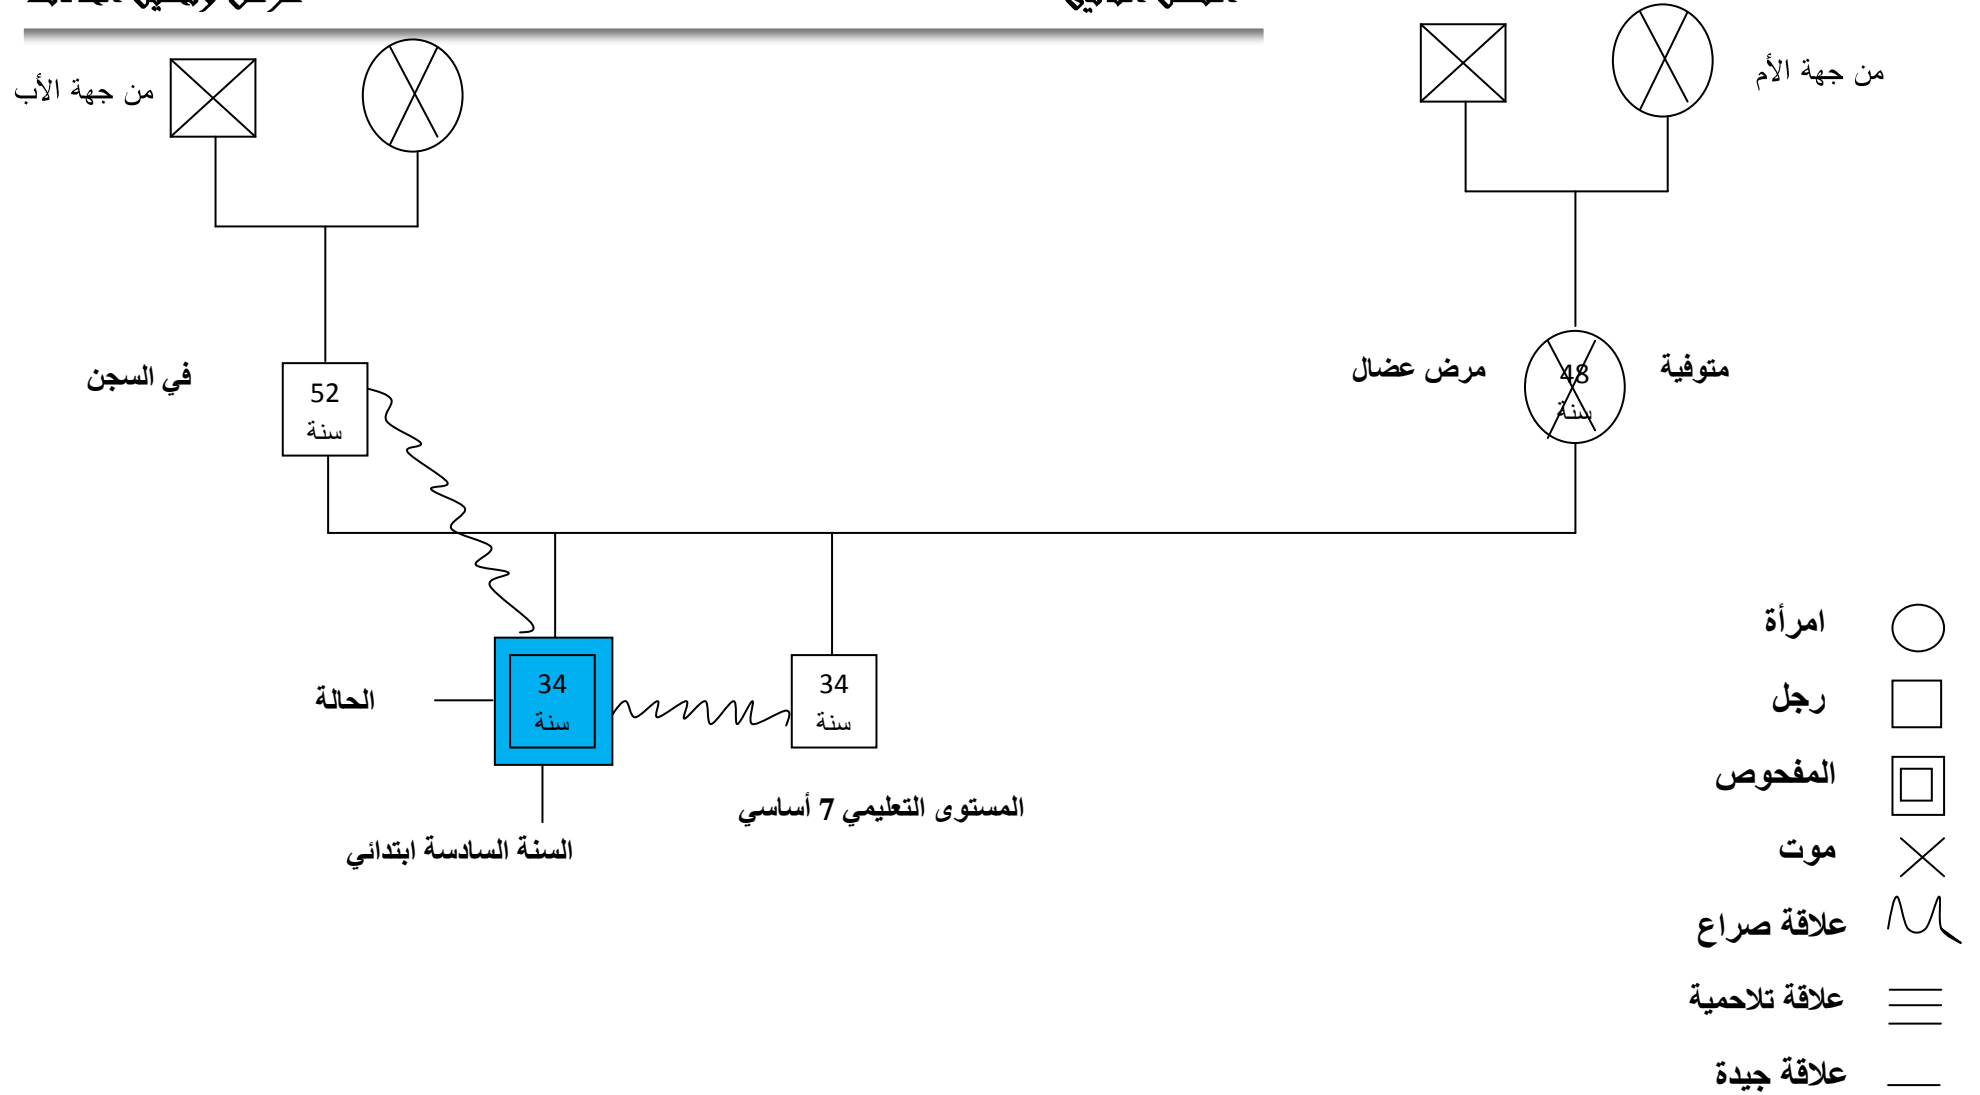 من جهة الأم
من جهة الأب
متوفية
48
سنة
مرض عضال
52
سنة
في السجن
34
سنة
34
سنة
الحالة
المستوى التعليمي 7 أساسي
السنة السادسة ابتدائي
امرأة
رجل
المفحوص
موت
علاقة صراع
علاقة تلاحمية
علاقة جيدة